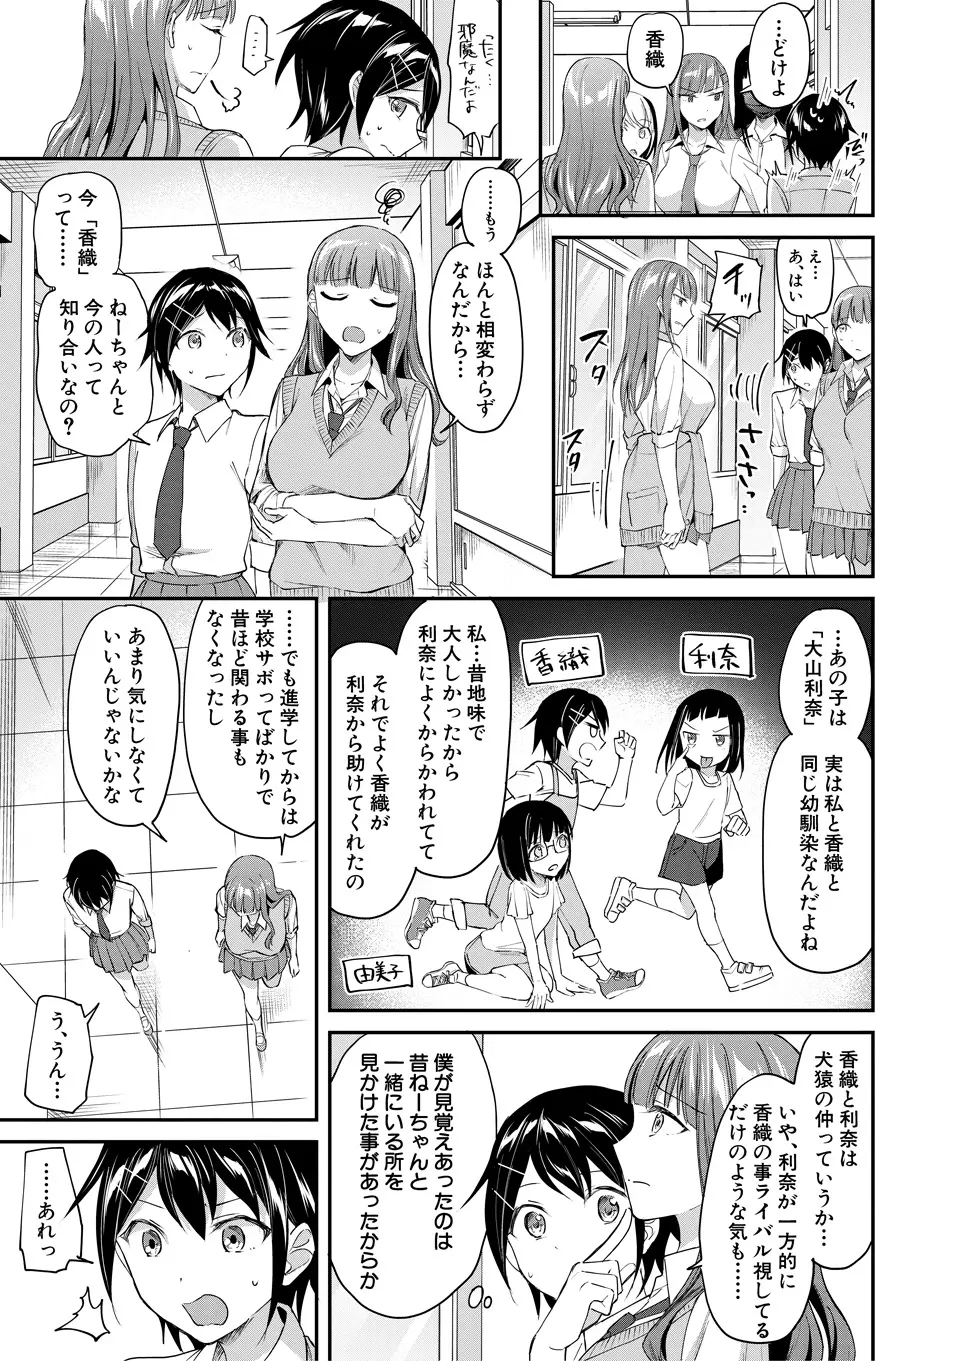 …どけよ
香織
ドンッ
……
ったく…
邪魔なんだよ
え…
あ、はい
チッ
スタ
スタ
ささっ…
……もう
ほんと相変わらず
なんだから…
ねーちゃんと
今の人って
知り合いなの?
今「香織」
って……
…あの子は
「大山利奈」
実は私と香織と
同じ幼馴染なんだよね
利奈
香織
由美子
私…昔地味で
大人しかったから
利奈によくからかわれてて
それでよく香織が
利奈から助けてくれたの
……でも進学してからは
学校サボってばかりで
昔ほど関わる事も
なくなったし
あまり気にしなくて
いいんじゃないかな
う、うん…
香織と利奈は
犬猿の仲っていうか…
いや、利奈が一方的に
香織の事ライバル視してる
だけのような気も……
僕が見覚えあったのは
昔ねーちゃんと
一緒にいる所を
見かけた事があったからか
……あれっ